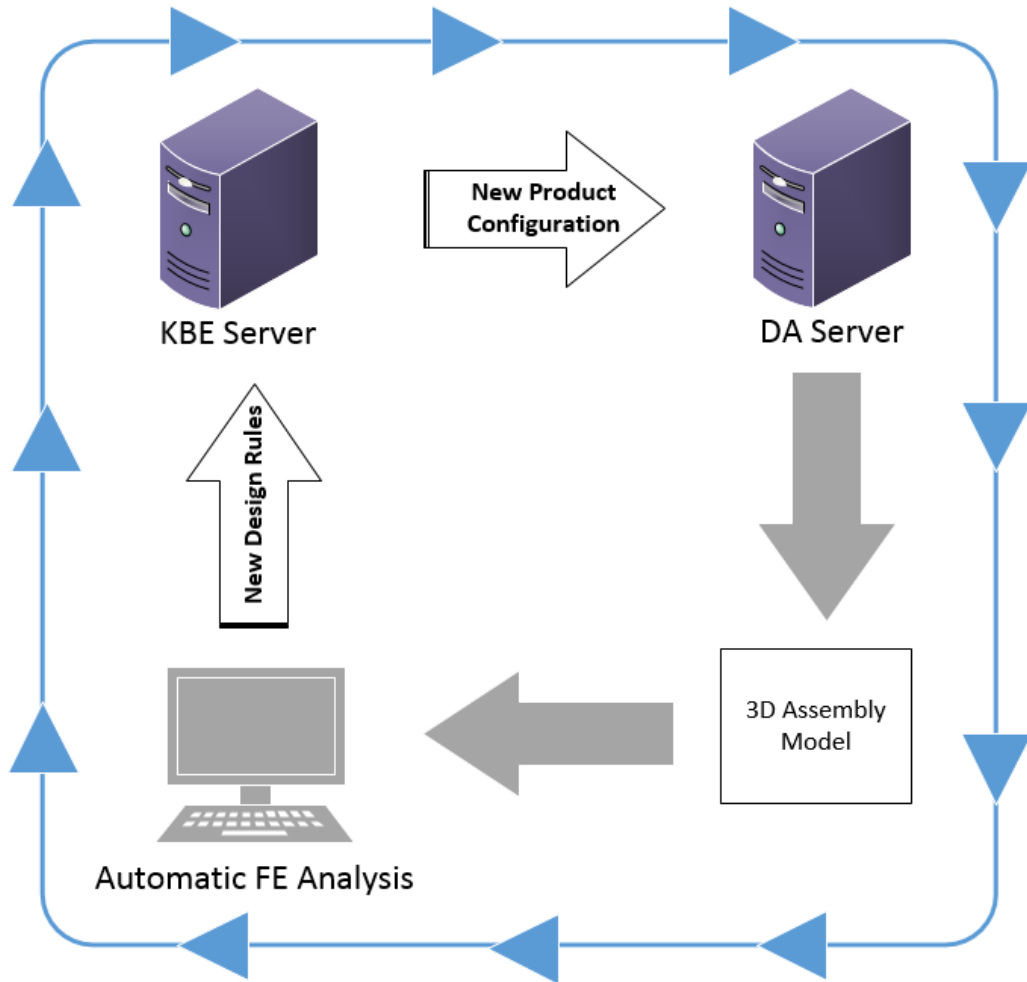 New Product
Configuration
KBE Server
DA Server
New Design Rules
3D Assembly
Model
Automatic FE Analysis